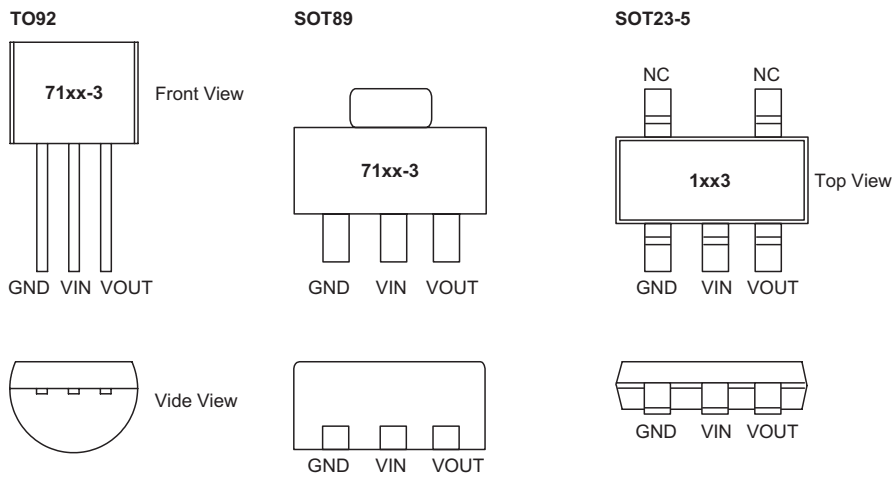 TO92
SOT89
SOT23-5
NC NC
71xx-3
Front View
71xx-3
1xx3
Top View
GND VIN VOUT
GND VIN VOUT
GND VIN VOUT
Vide View
GND VIN VOUT
GND VIN VOUT